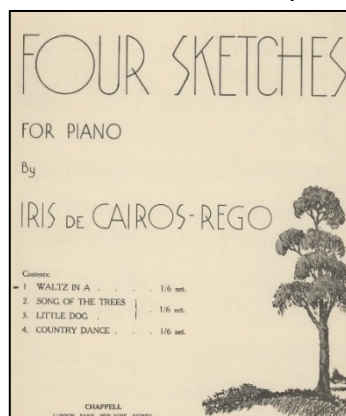 FOUR SKETCHES
FOR PIANO
By
IRIS DE CAIROS-REGO
Contents:
1 WALTZ IN A . . . . 1/6 net.
2. SONG OF THE TREES
3. LITTLE DOG . . 1/6 net.
4. COUNTRY DANCE . . . 1/6 net.
CHAPPELL